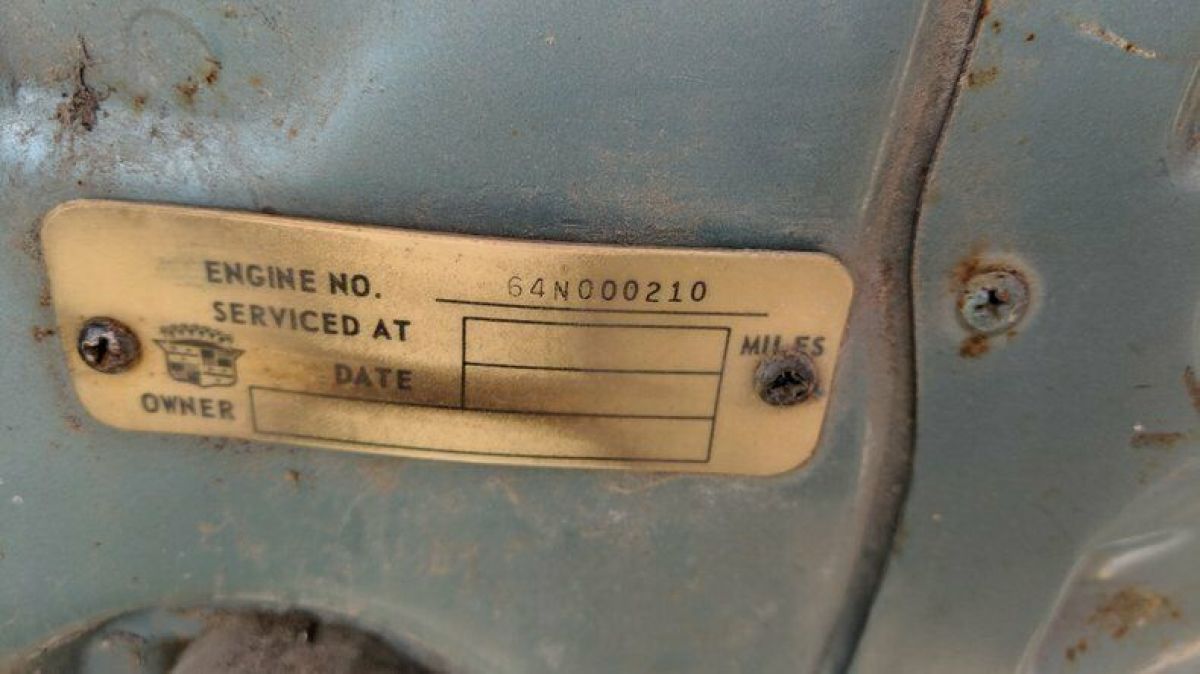 ENGINE NO. 64N000210
SERVICED AT MILES
DATE
OWNER